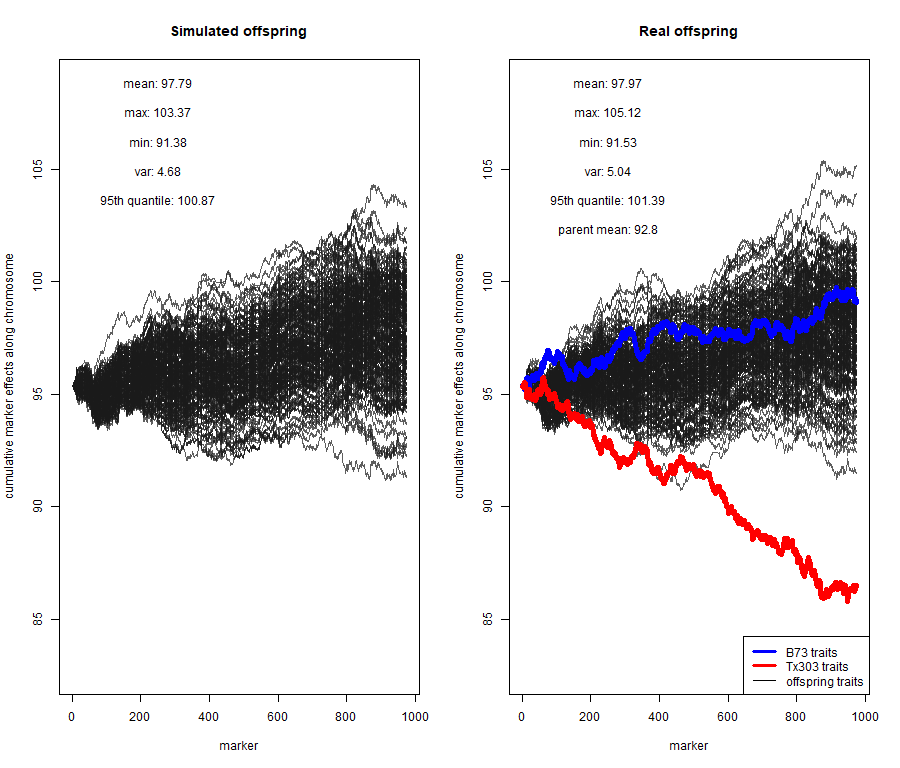 Simulated offspring
mean: 97.79
max: 103.37
min: 91.38
var: 4.68
95th quantile: 100.87
cumulative marker effects along chromosome
105
100
95
90
85
0 200 400 600 800 1000
marker
Real offspring
mean: 97.97
max: 105.12
min: 91.53
var: 5.04
95th quantile: 101.39
parent mean: 92.8
cumulative marker effects along chromosome
105
100
95
90
85
0 200 400 600 800 1000
marker
B73 traits
Tx303 traits
offspring traits